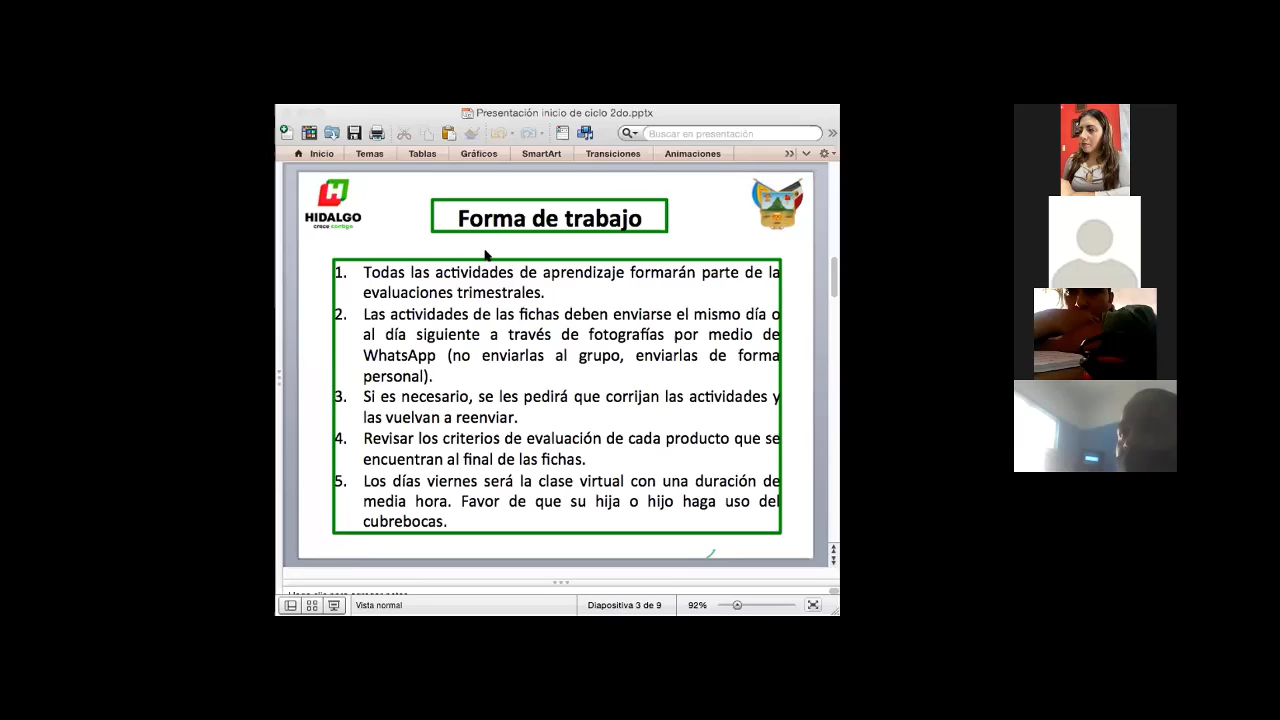 Presentación inicio de ciclo 2do.pptx
Buscar en presentación
Inicio Temas Tablas Gráficos SmartArt Transiciones Animaciones
H
HIDALGO
crece contigo
Forma de trabajo
1. Todas las actividades de aprendizaje formarán parte de la
evaluaciones trimestrales.
2. Las actividades de las fichas deben enviarse el mismo día o
al día siguiente a través de fotografías por medio de
WhatsApp (no enviarlas al grupo, enviarlas de forma
personal).
3. Si es necesario, se les pedirá que corrijan las actividades y
las vuelvan a reenviar.
4. Revisar los criterios de evaluación de cada producto que se
encuentran al final de las fichas.
5. Los días viernes será la clase virtual con una duración de
media hora. Favor de que su hija o hijo haga uso del
cubrebocas.
Vista normal Diapositiva 3 de 9 92%